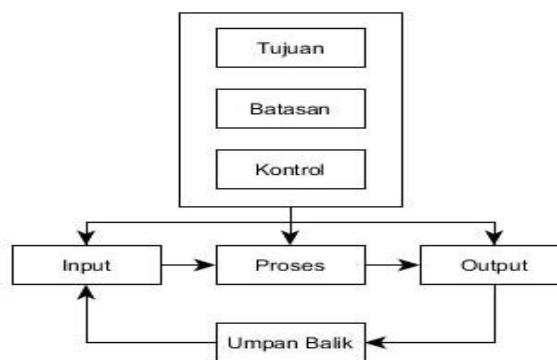 Tujuan
Batasan
Kontrol
Input
Proses
Output
Umpan Balik